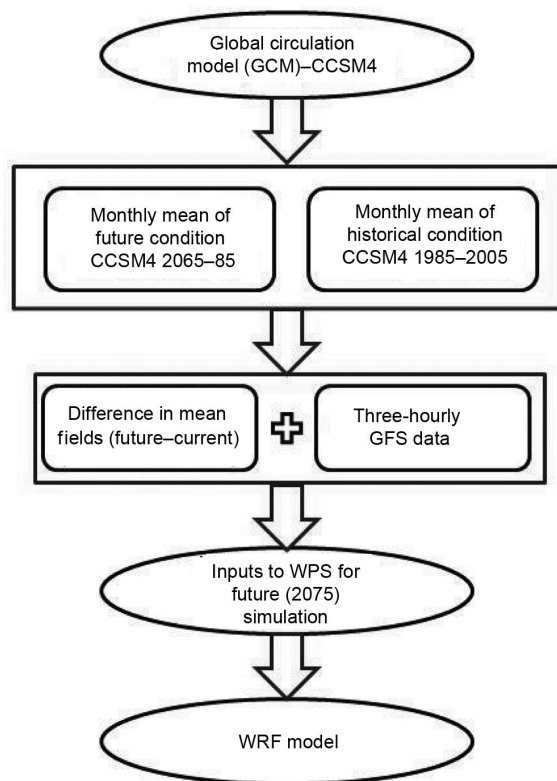 Global circulation
model (GCM)–CCSM4
Monthly mean of
future condition
CCSM4 2065–85
Monthly mean of
historical condition
CCSM4 1985–2005
Difference in mean
fields (future–current)
Three-hourly
GFS data
Inputs to WPS for
future (2075)
simulation
WRF model